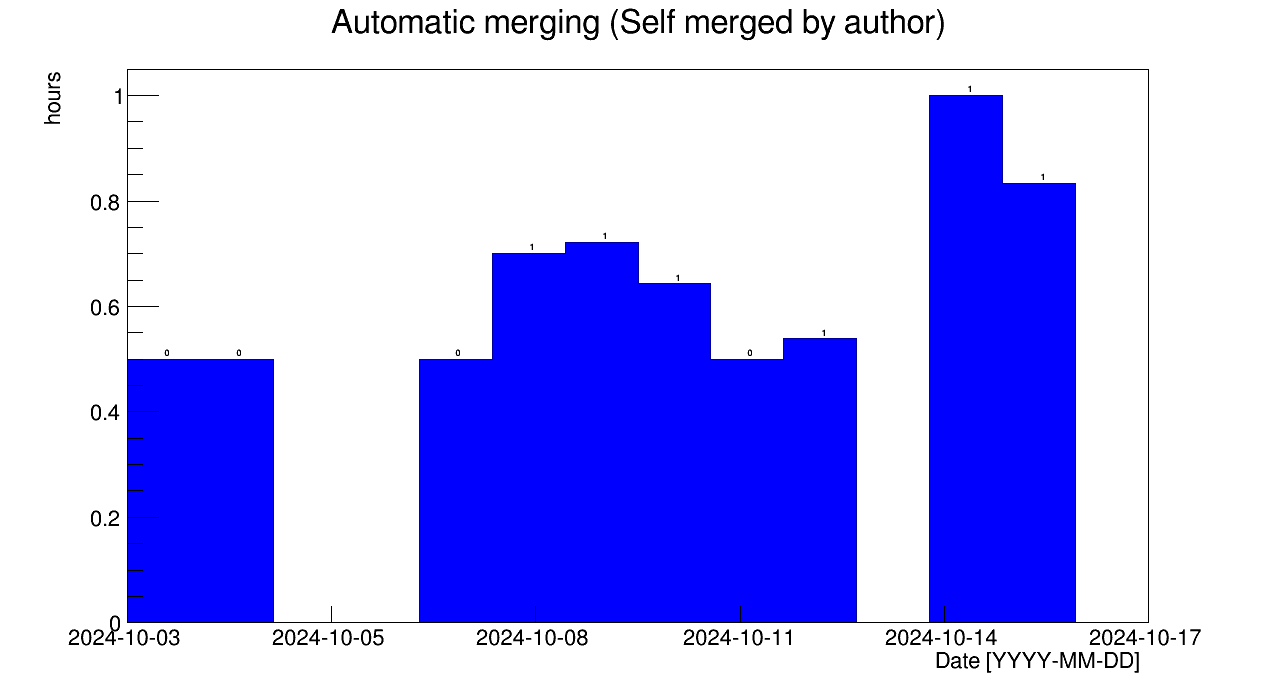 Automatic merging (Self merged by author)
hours
1
0.8
0.6
0.4
0.2
0
0 0 0 1 1 1 0 1 1 1
2024-10-03 2024-10-05 2024-10-08 2024-10-11 2024-10-14 2024-10-17
Date [YYYY-MM-DD]